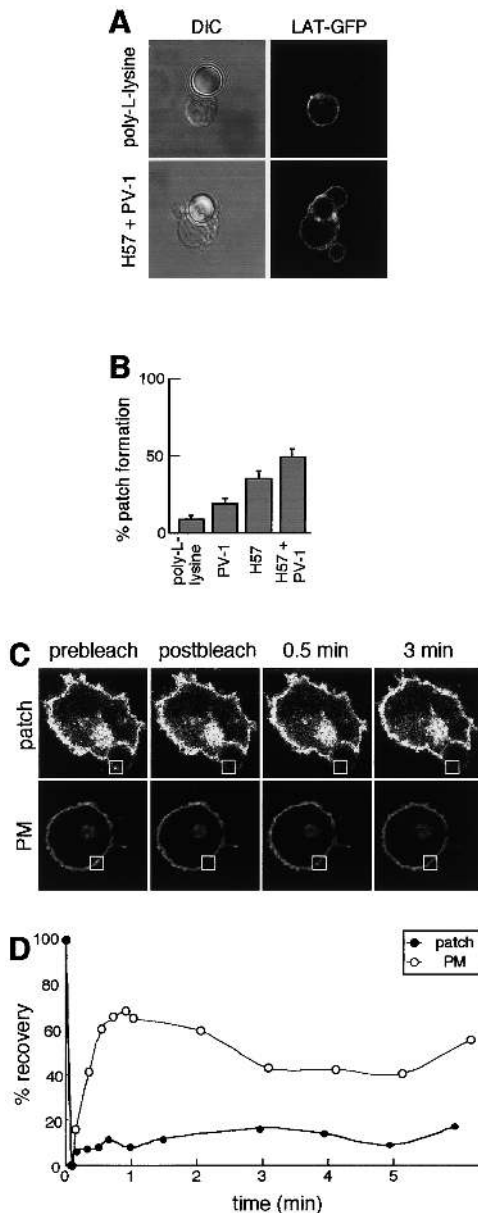 A
DIC LAT-GFP
poly-L-lysine
H57 + PV-1
B
% patch formation
100
50
0
poly-L-
lysine
PV-1
H57
H57 +
PV-1
C
prebleach postbleach 0.5 min 3 min
patch
PM
D
% recovery
100
80
60
40
20
0
patch
PM
0 1 2 3 4 5
time (min)